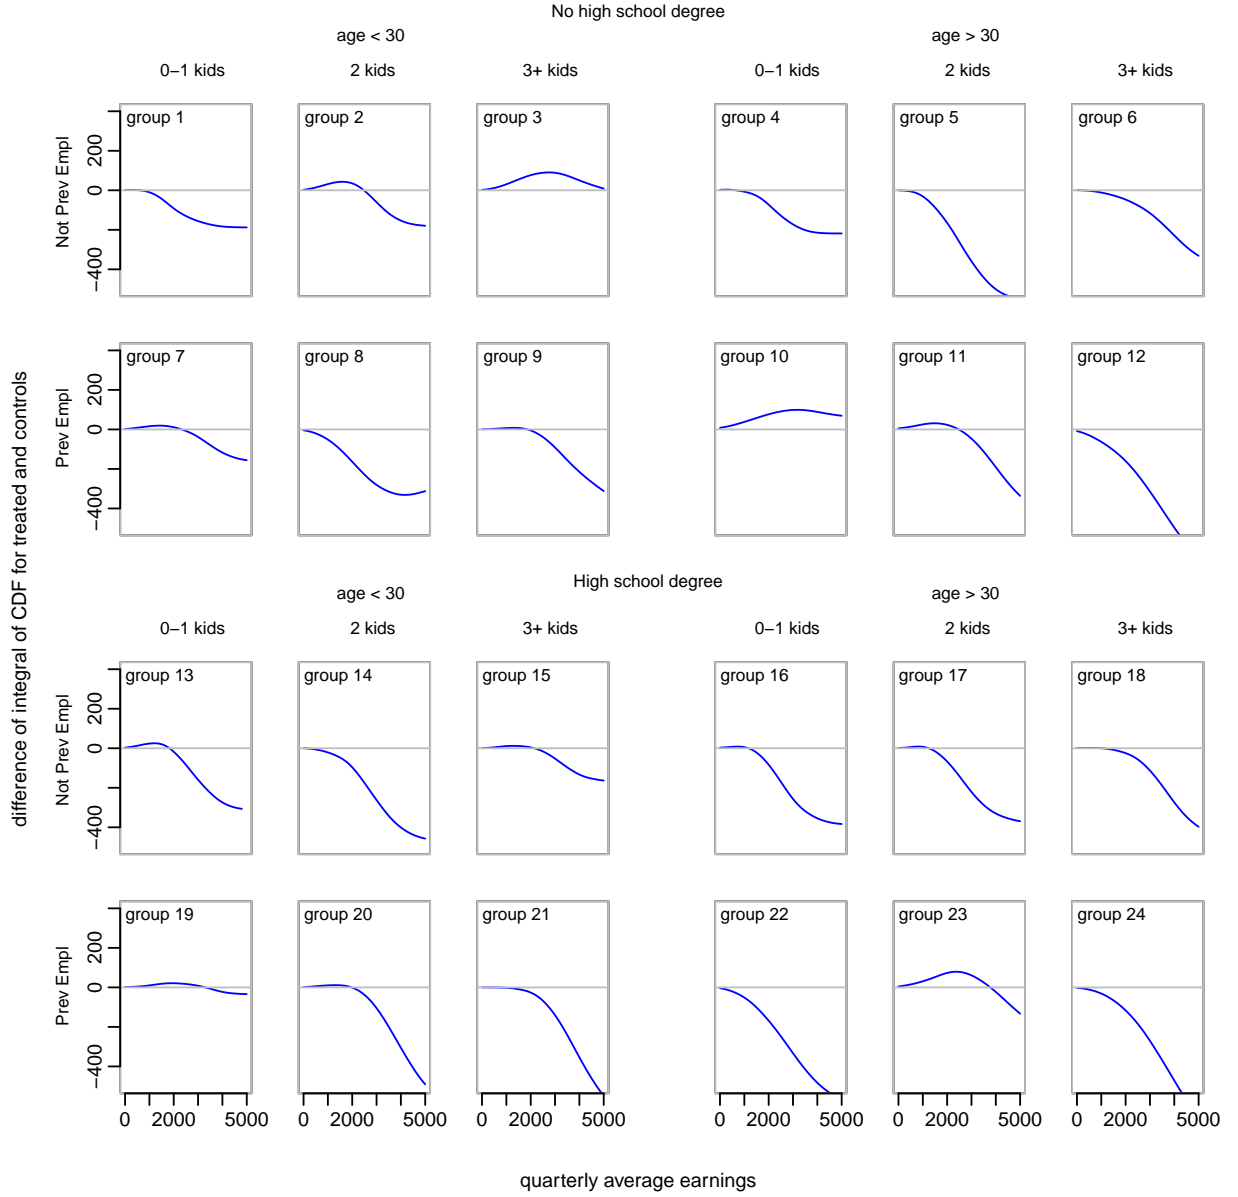 No high school degree
age < 30
age > 30
0−1 kids 2 kids 3+ kids 0−1 kids 2 kids 3+ kids
group 1 group 2 group 3 group 4 group 5 group 6
Not Prev Empl
200
0
−400
group 7 group 8 group 9 group 10 group 11 group 12
Prev Empl
200
0
−400
difference of integral of CDF for treated and controls
High school degree
age < 30
age > 30
0−1 kids 2 kids 3+ kids 0−1 kids 2 kids 3+ kids
group 13 group 14 group 15 group 16 group 17 group 18
Not Prev Empl
200
0
−400
group 19 group 20 group 21 group 22 group 23 group 24
Prev Empl
200
0
−400
0 2000 5000 0 2000 5000 0 2000 5000 0 2000 5000 0 2000 5000 0 2000 5000
quarterly average earnings